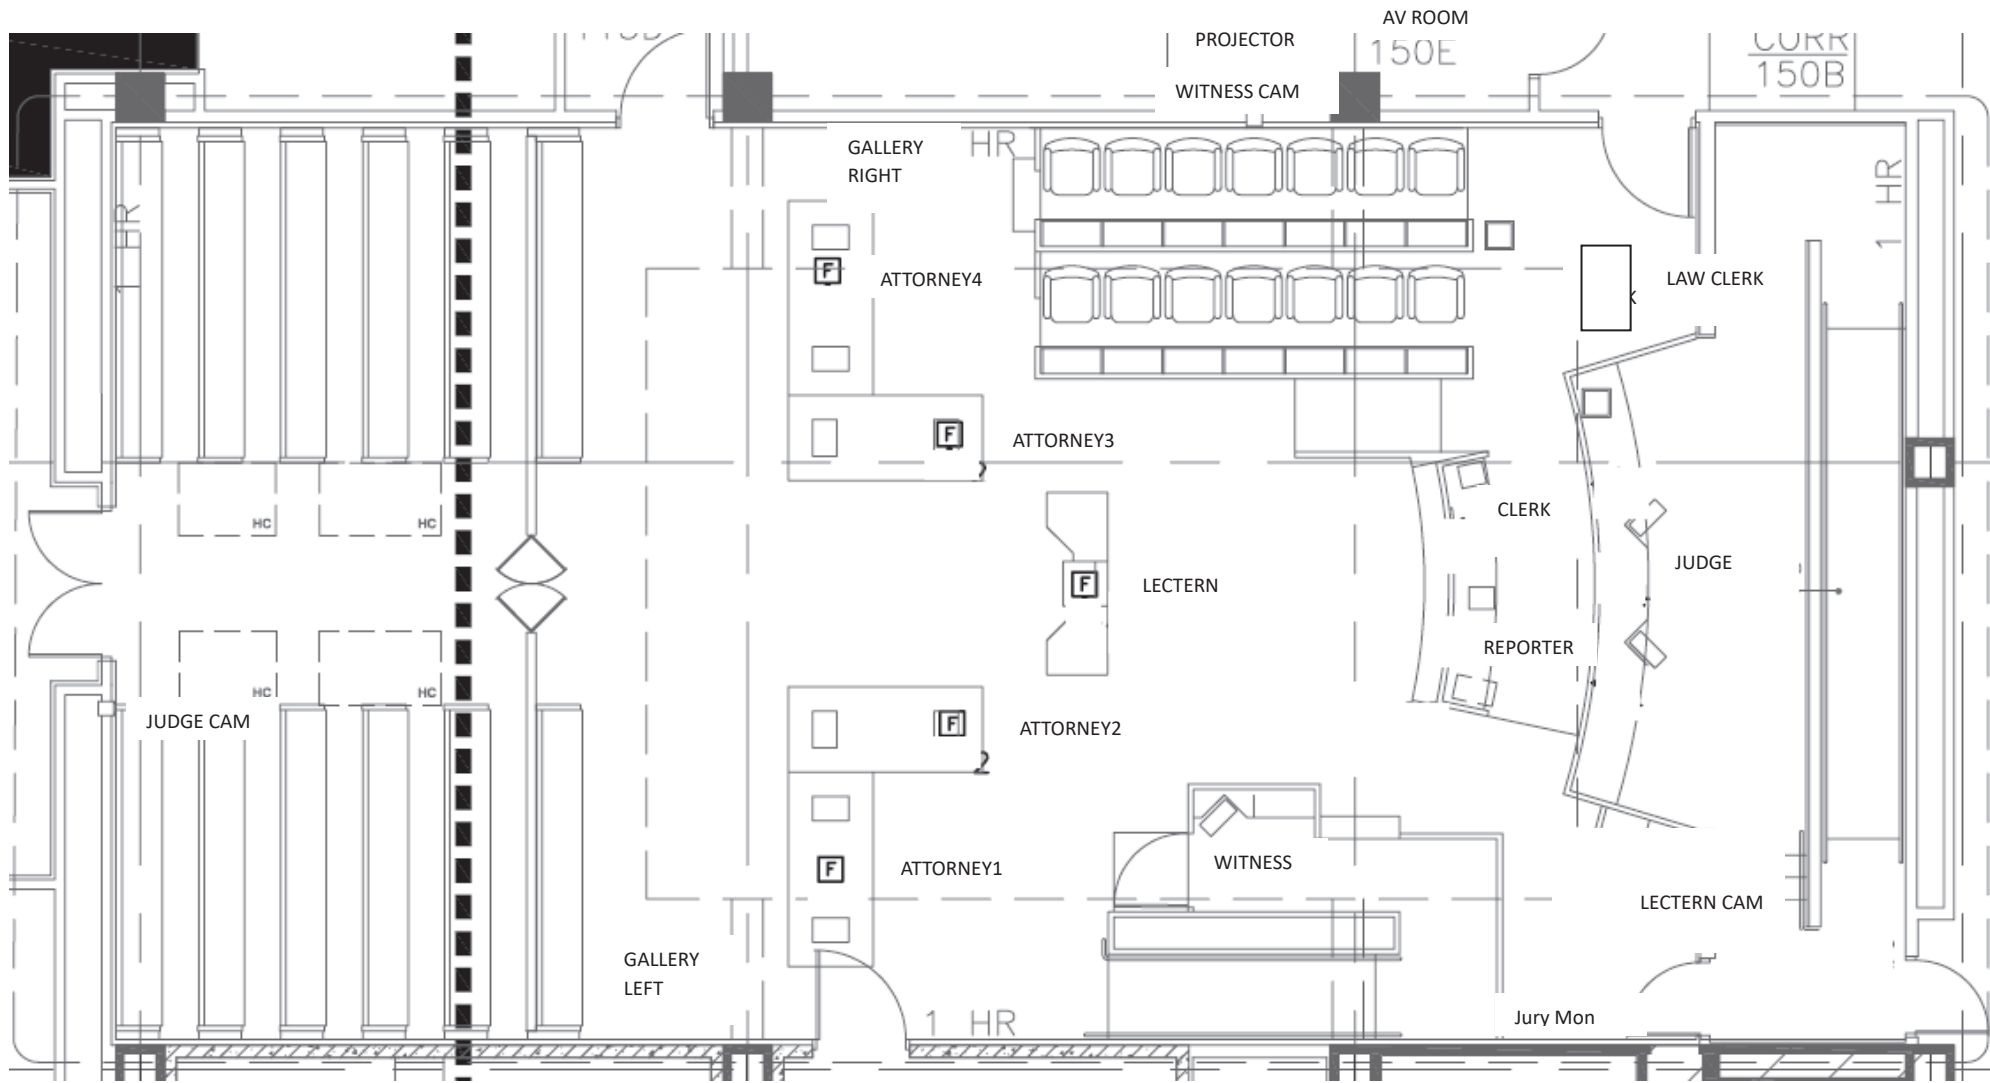 AV ROOM
PROJECTOR
150E
CORR
150B
WITNESS CAM
GALLERY
RIGHT
HR
1 HR
F
ATTORNEY4
LAW CLERK
F
ATTORNEY3
HC
HC
CLERK
JUDGE
F
LECTERN
REPORTER
HC
HC
JUDGE CAM
F
ATTORNEY2
2
WITNESS
F
ATTORNEY1
LECTERN CAM
GALLERY
LEFT
1 HR
Jury Mon